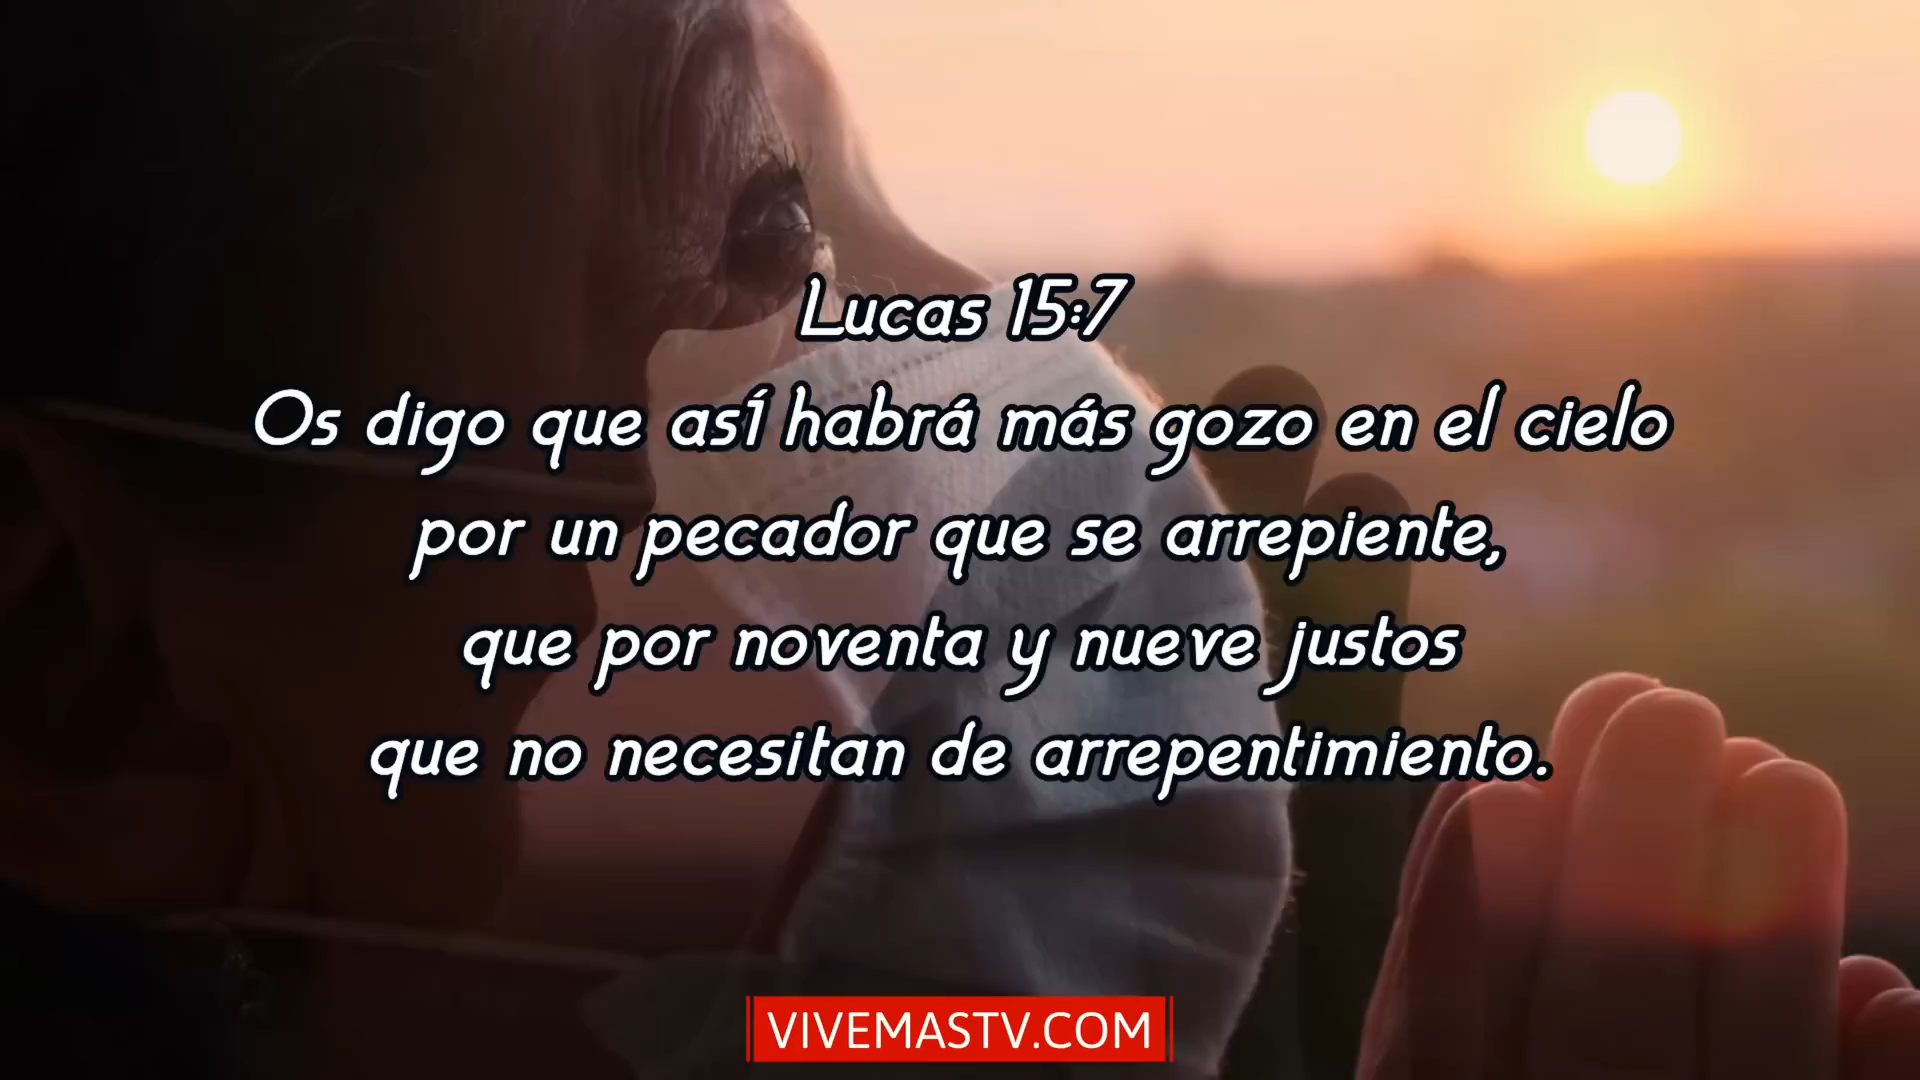 Lucas 15:7
Os digo que así habrá más gozo en el cielo
por un pecador que se arrepiente,
que por noventa y nueve justos
que no necesitan de arrepentimiento.
VIVEMASTV.COM